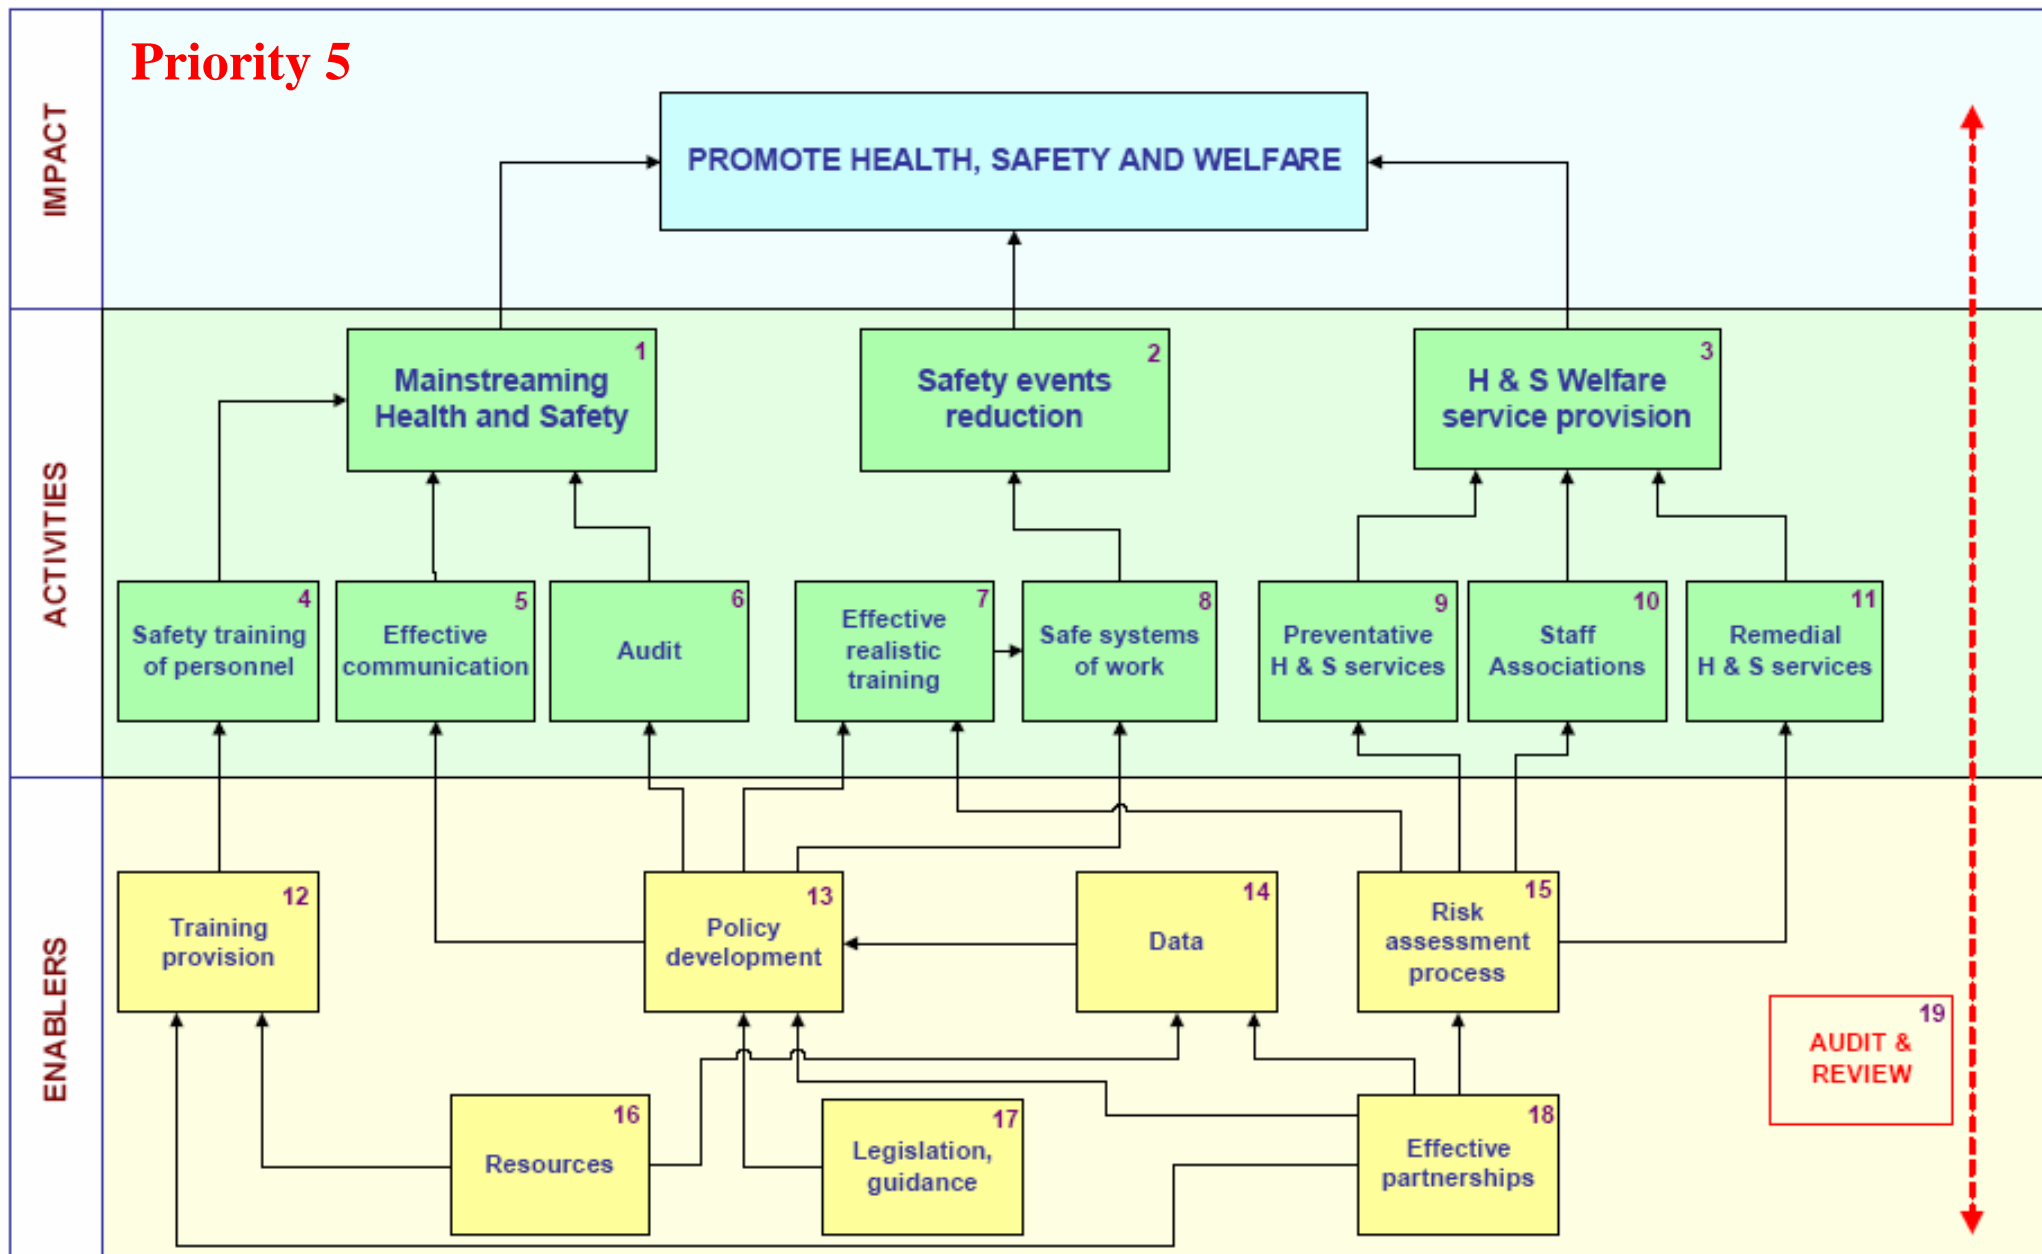 Priority 5
IMPACT
PROMOTE HEALTH, SAFETY AND WELFARE
ACTIVITIES
1
Mainstreaming
Health and Safety
2
Safety events
reduction
3
H & S Welfare
service provision
4
Safety training
of personnel
5
Effective
communication
6
Audit
7
Effective
realistic
training
8
Safe systems
of work
9
Preventative
H & S services
10
Staff
Associations
11
Remedial
H & S services
ENABLERS
12
Training
provision
13
Policy
development
14
Data
15
Risk
assessment
process
16
Resources
17
Legislation,
guidance
18
Effective
partnerships
19
AUDIT &
REVIEW